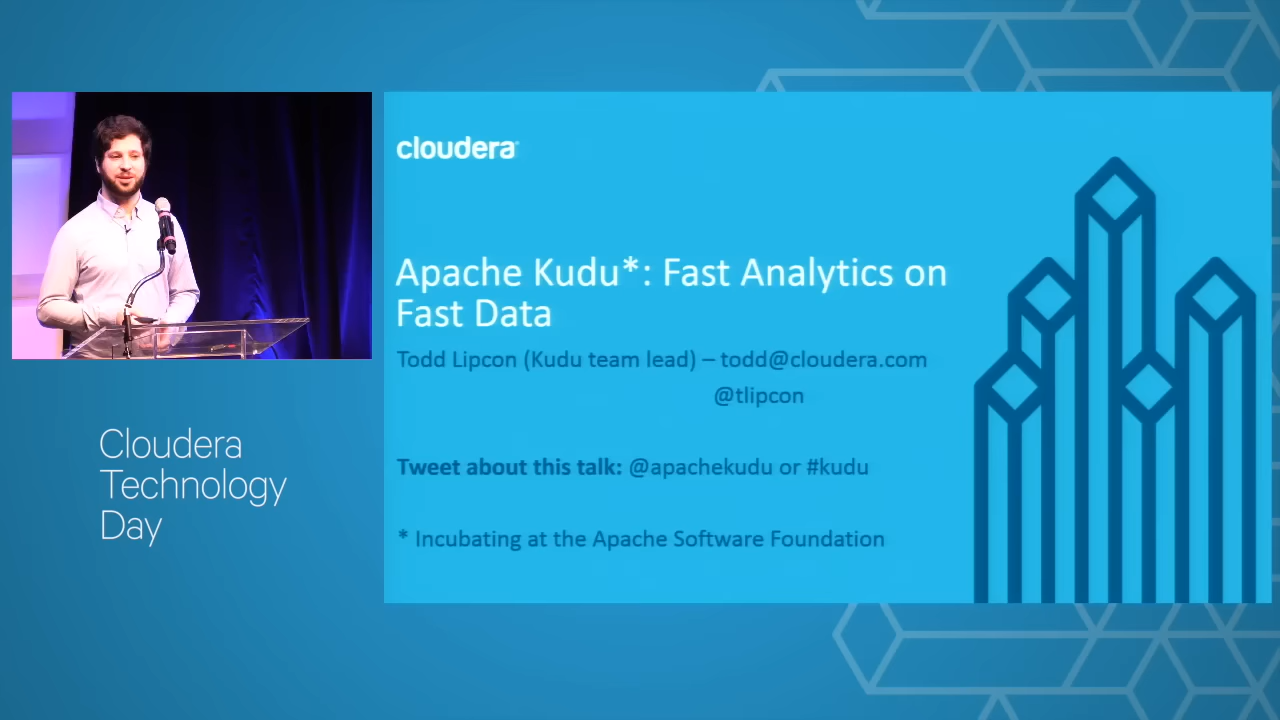 cloudera
Apache Kudu*: Fast Analytics on
Fast Data
Todd Lipcon (Kudu team lead) – todd@cloudera.com
@tlipcon
Tweet about this talk: @apachekudu or #kudu
* Incubating at the Apache Software Foundation
Cloudera
Technology
Day